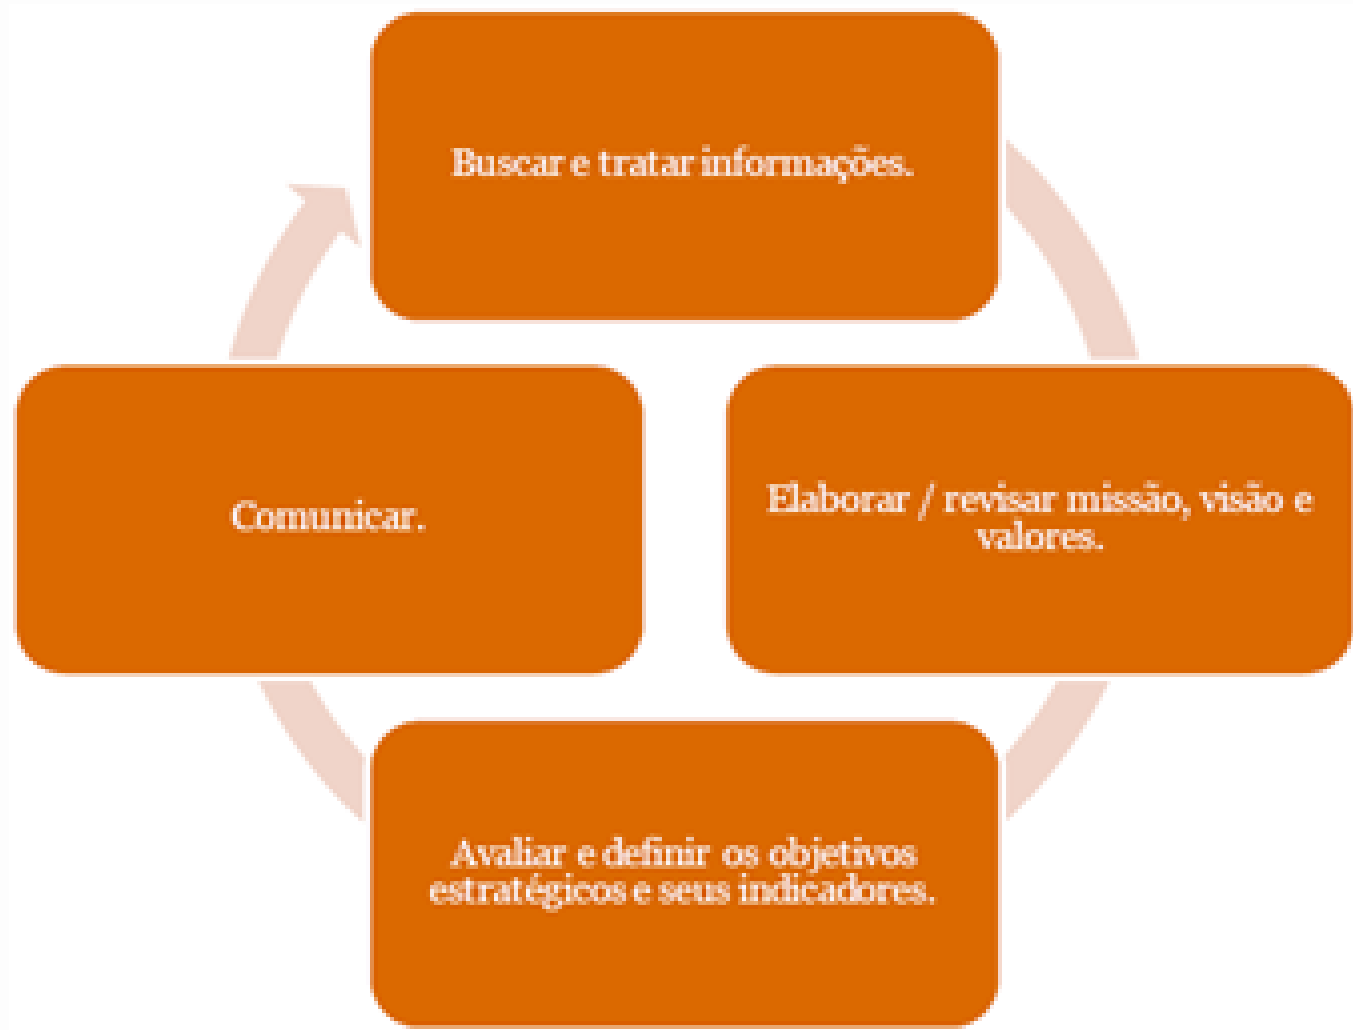 Buscar e tratar informações.
Elaborar / revisar missão, visão e
valores.
Avaliar e definir os objetivos
estratégicos e seus indicadores.
Comunicar.